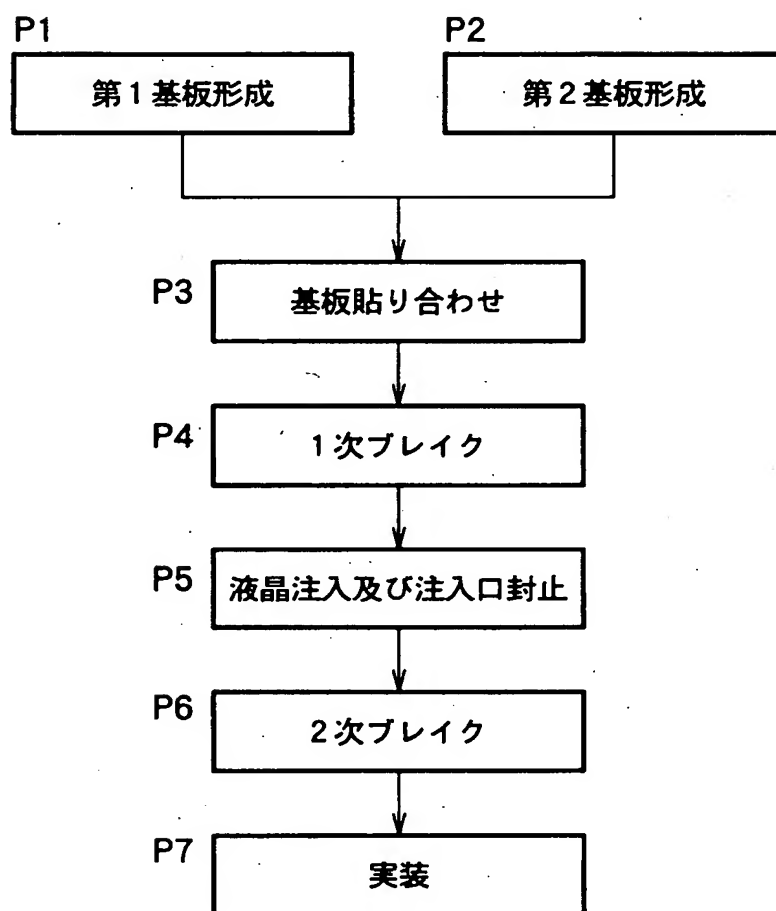 P1
第1基板形成
P2
第2基板形成
P3
基板貼り合わせ
P4
1次ブレイク
P5
液晶注入及び注入口封止
P6
2次ブレイク
P7
実装